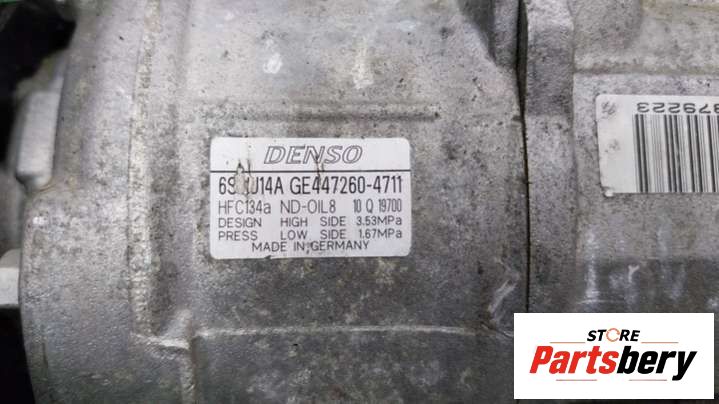 DENSO
GE447260-4711
HFC134a ND-OIL8 10 Q 19700
DESIGN HIGH SIDE 3.53MPa
PRESS LOW SIDE 1.67MPa
MADE IN GERMANY
STORE
Partsbery